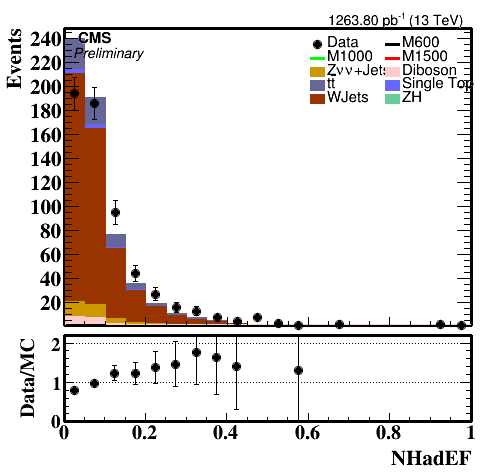 1263.80 pb⁻¹ (13 TeV)
CMS
Preliminary
Data
M600
M1000
M1500
Zνν+Jets
Diboson
tt
Single Top
WJets
ZH
Events
240
220
200
180
160
140
120
100
80
60
40
20
Data/MC
2
1
0
0
0.2
0.4
0.6
0.8
1
NHadEF